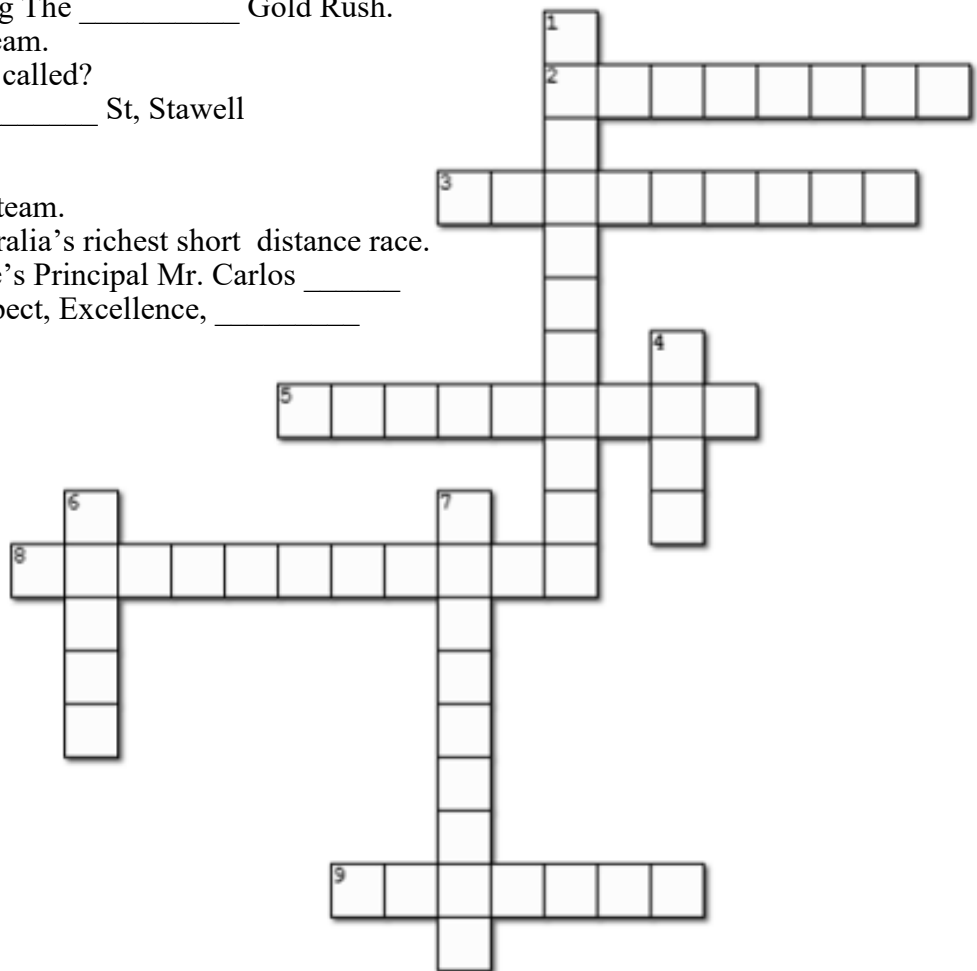 g The __________ Gold Rush.
eam.
called?
______ St, Stawell
team.
ralia’s richest short distance race.
e’s Principal Mr. Carlos ______
pect, Excellence, _________
1
2
3
4
5
6
7
8
9